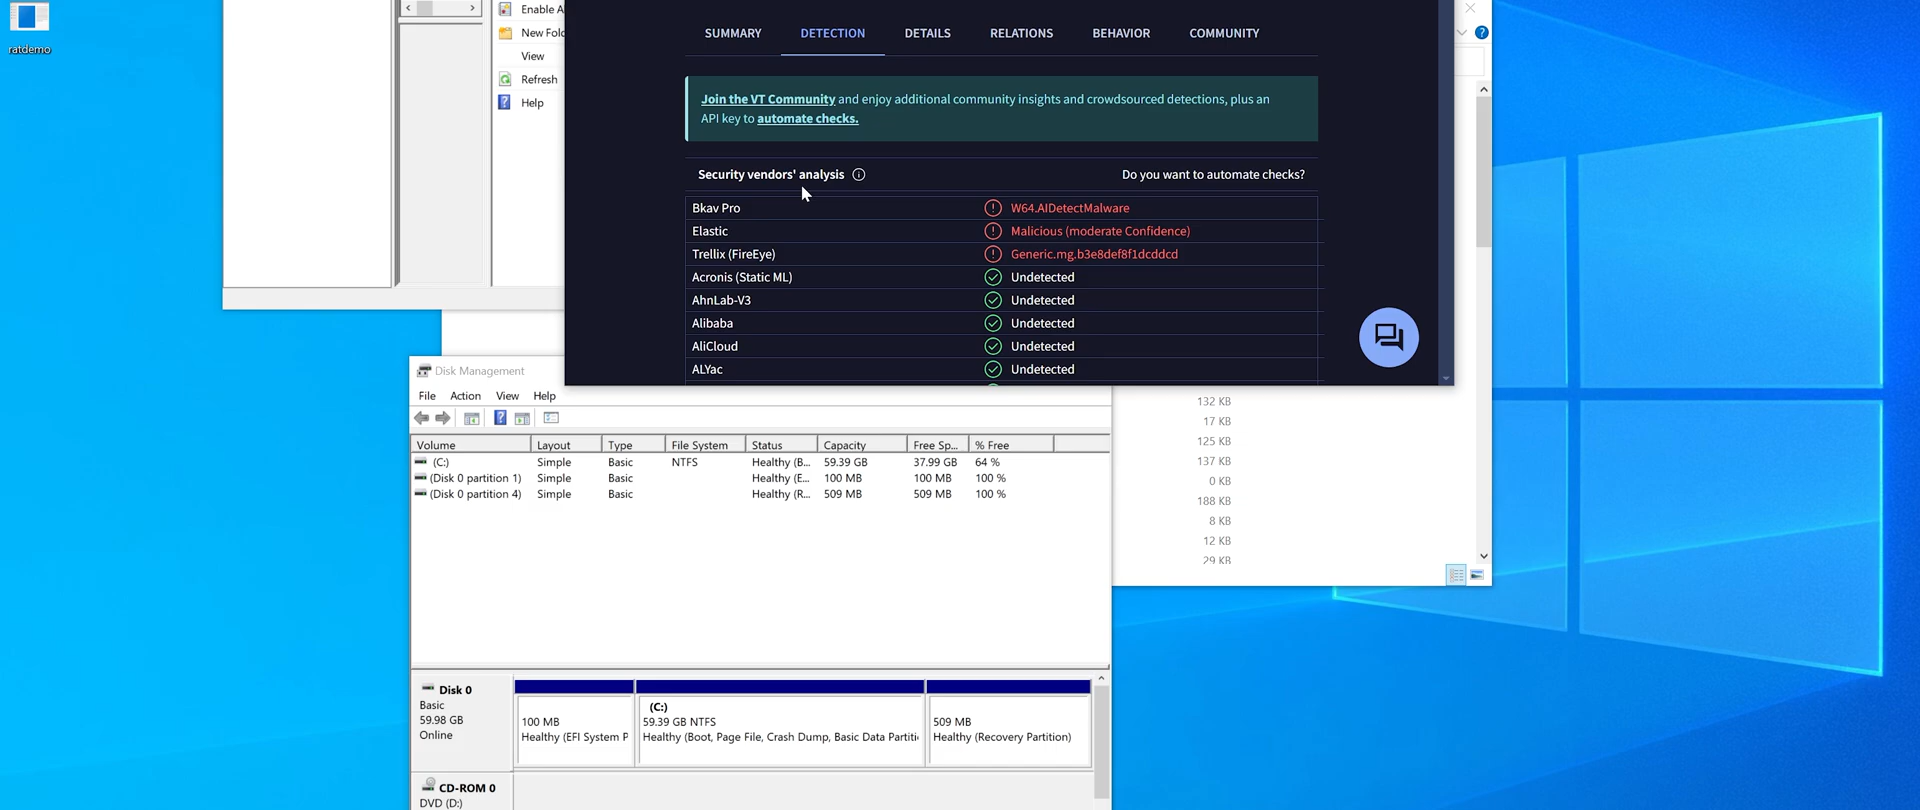 ratdemo
Enable A
New Fold
View
Refresh
Help
SUMMARY
DETECTION
DETAILS
RELATIONS
BEHAVIOR
COMMUNITY
Join the VT Community and enjoy additional community insights and crowdsourced detections, plus an
API key to automate checks.
Security vendors' analysis
Do you want to automate checks?
Bkav Pro
W64.AIDetectMalware
Elastic
Malicious (moderate Confidence)
Trellix (FireEye)
Generic.mg.b3e8def8f1dcddcd
Acronis (Static ML)
Undetected
AhnLab-V3
Undetected
Alibaba
Undetected
AliCloud
Undetected
ALYac
Undetected
Disk Management
File
Action
View
Help
Volume
Layout
Type
File System
Status
Capacity
Free Sp...
% Free
(C:)
Simple
Basic
NTFS
Healthy (B...
59.39 GB
37.99 GB
64 %
(Disk 0 partition 1)
Simple
Basic
Healthy (E...
100 MB
100 MB
100 %
(Disk 0 partition 4)
Simple
Basic
Healthy (R...
509 MB
509 MB
100 %
132 KB
17 KB
125 KB
137 KB
0 KB
188 KB
8 KB
12 KB
29 KB
Disk 0
Basic
59.98 GB
Online
100 MB
Healthy (EFI System P
(C:)
59.39 GB NTFS
Healthy (Boot, Page File, Crash Dump, Basic Data Partiti
509 MB
Healthy (Recovery Partition)
CD-ROM 0
DVD (D:)